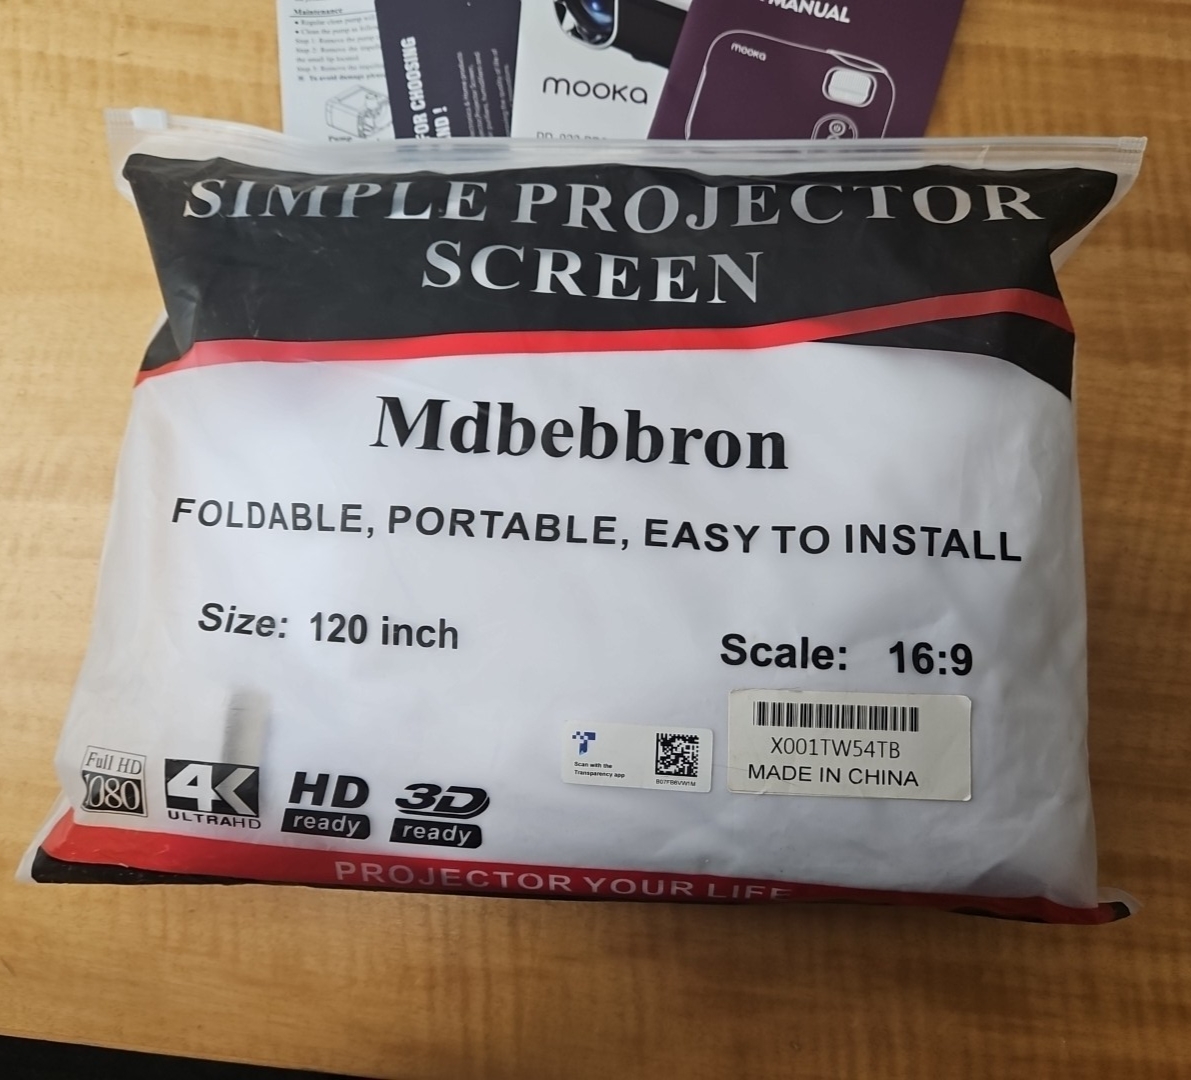 Maintenance
FOR CHOOSING
MOOKA
MANUAL
MOOKA
Pump
SIMPLE PROJECTOR
SCREEN
Mdbebbron
FOLDABLE, PORTABLE, EASY TO INSTALL
Size: 120 inch
Scale: 16:9
X001TW54TB
MADE IN CHINA
Scan with the
Transparency app
Full HD
1080
4K
ULTRAHD
HD
ready
3D
ready
PROJECTOR YOUR LIFE